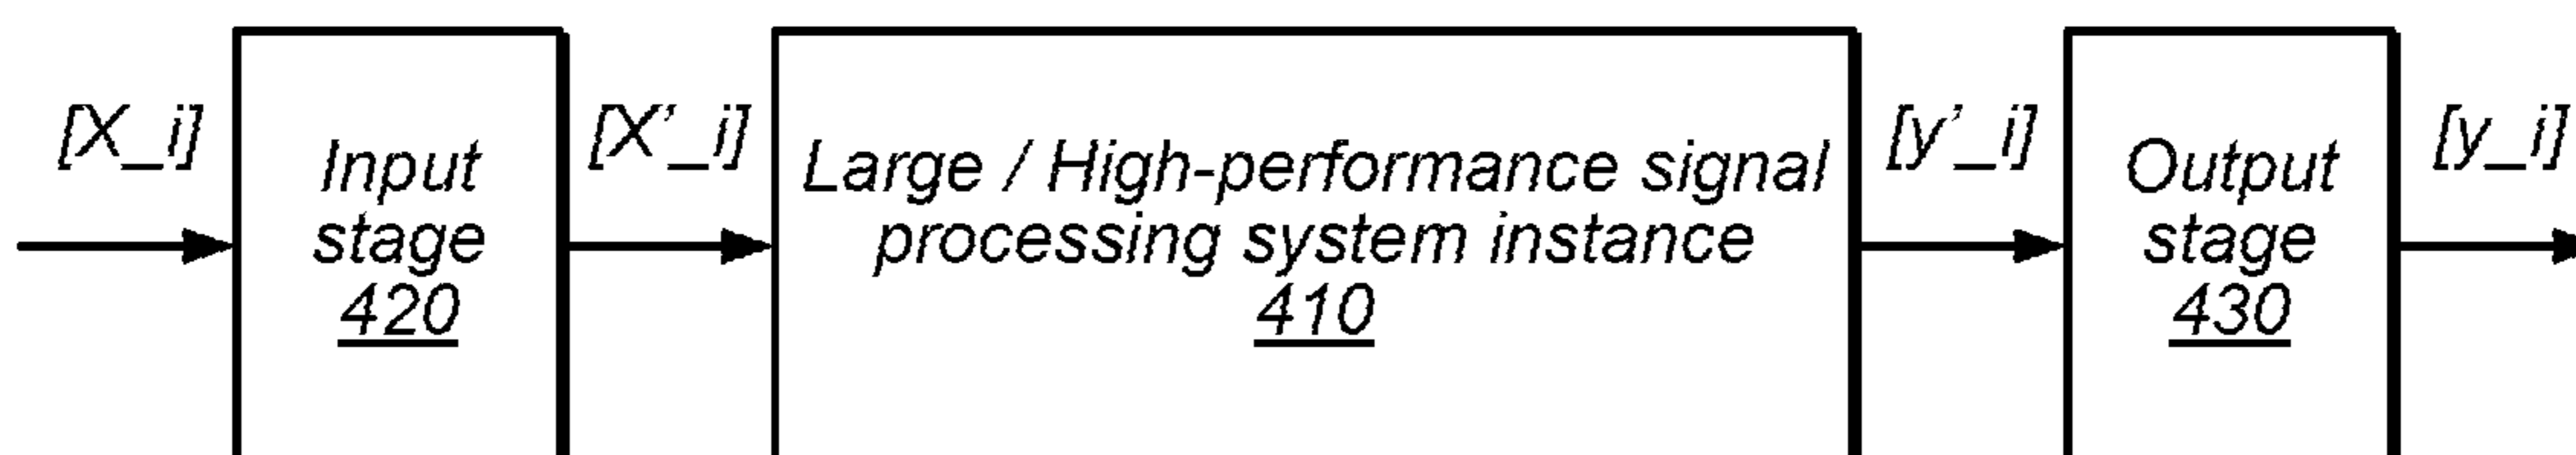 [X_i]
Input
stage
420
[X’_i]
Large / High-performance signal
processing system instance
410
[y’_i]
Output
stage
430
[y_i]